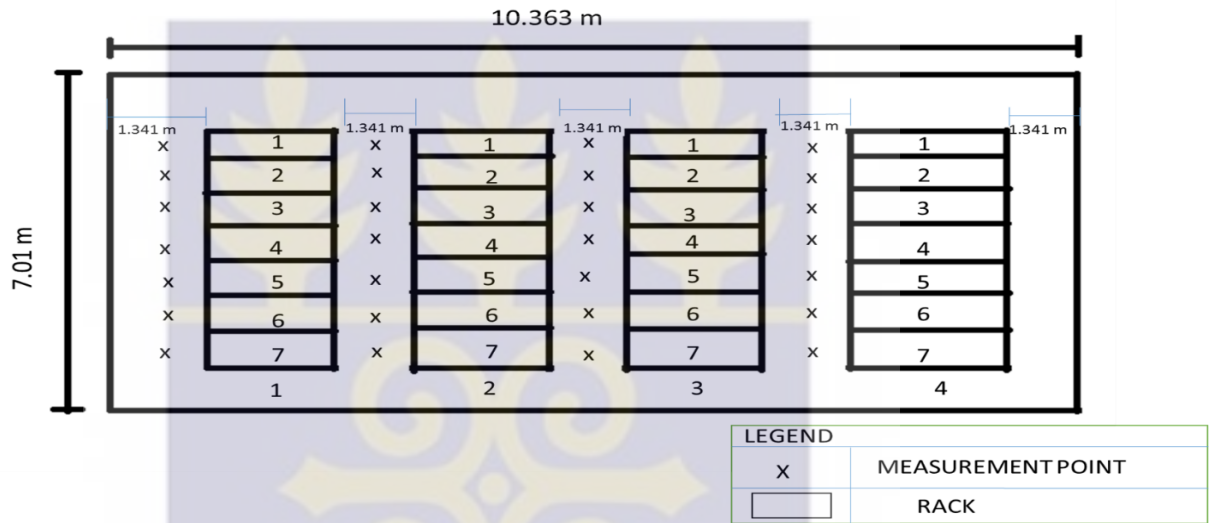 10.363 m
7.01 m
1.341 m 1.341 m 1.341 m 1.341 m 1.341 m
x 1 x 1 x 1 x 1
x 2 x 2 x 2 x 2
x 3 x 3 x 3 x 3
x 4 x 4 x 4 x 4
x 5 x 5 x 5 x 5
x 6 x 6 x 6 x 6
x 7 x 7 x 7 x 7
1 2 3 4
LEGEND
x MEASUREMENT POINT
RACK